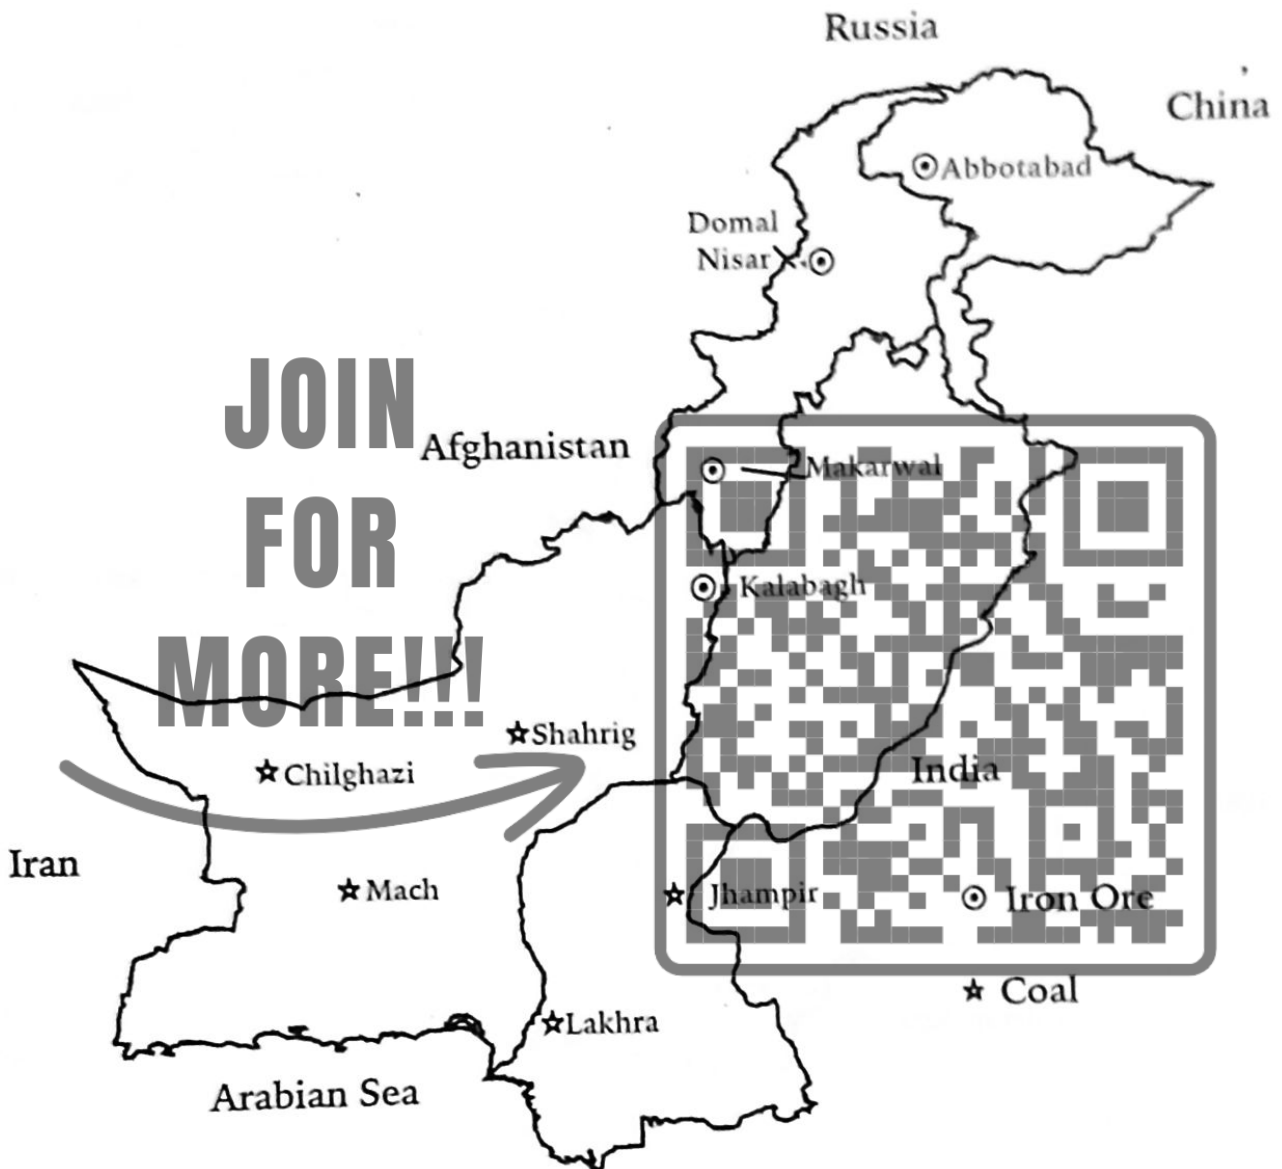 Russia
China
Abbotabad
Domal
Nisar
JOIN
FOR
MORE!!!
Afghanistan
Makarwal
Kalabagh
Shahrig
Chilghazi
India
Iran
Mach
Jhampir
Iron Ore
Coal
Lakhra
Arabian Sea